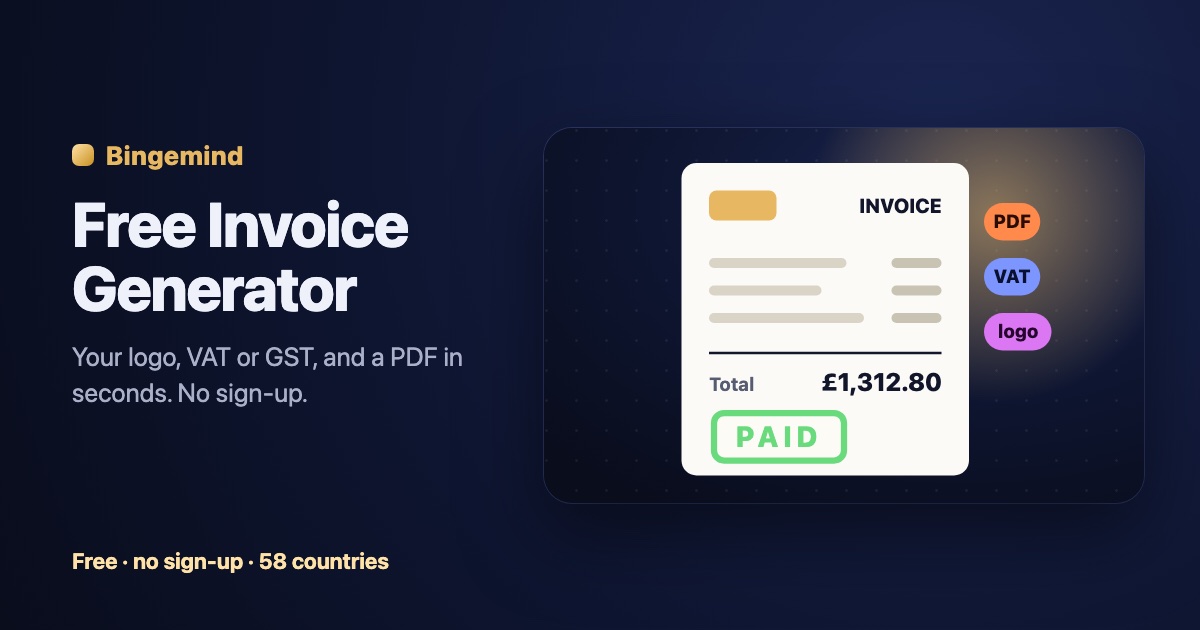 Bingemind
Free Invoice
Generator
Your logo, VAT or GST, and a PDF in
seconds. No sign-up.
Free · no sign-up · 58 countries
INVOICE
Total £1,312.80
PAID
PDF
VAT
logo